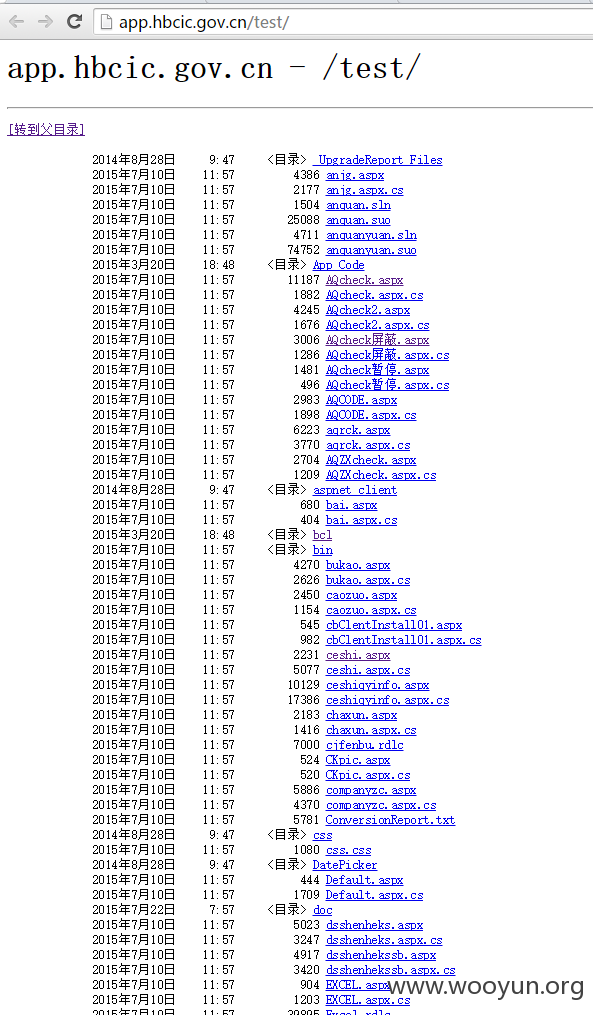 app.hbcic.gov.cn/test/
app.hbcic.gov.cn - /test/
[转到父目录]
2014年8月28日 9:47 <目录> _UpgradeReport_Files
2015年7月10日 11:57 4386 anjg.aspx
2015年7月10日 11:57 2177 anjg.aspx.cs
2015年7月10日 11:57 1504 anquan.sln
2015年7月10日 11:57 25088 anquan.suo
2015年7月10日 11:57 4711 anquanyuan.sln
2015年7月10日 11:57 74752 anquanyuan.suo
2015年3月20日 18:48 <目录> App_Code
2015年7月10日 11:57 11187 AQcheck.aspx
2015年7月10日 11:57 1882 AQcheck.aspx.cs
2015年7月10日 11:57 4245 AQcheck2.aspx
2015年7月10日 11:57 1676 AQcheck2.aspx.cs
2015年7月10日 11:57 3006 AQcheck屏蔽.aspx
2015年7月10日 11:57 1286 AQcheck屏蔽.aspx.cs
2015年7月10日 11:57 1481 AQcheck暂停.aspx
2015年7月10日 11:57 496 AQcheck暂停.aspx.cs
2015年7月10日 11:57 2983 AQCODE.aspx
2015年7月10日 11:57 1898 AQCODE.aspx.cs
2015年7月10日 11:57 6223 aqrck.aspx
2015年7月10日 11:57 3770 aqrck.aspx.cs
2015年7月10日 11:57 2704 AQZXcheck.aspx
2015年7月10日 11:57 1209 AQZXcheck.aspx.cs
2014年8月28日 9:47 <目录> aspnet_client
2015年7月10日 11:57 680 bai.aspx
2015年7月10日 11:57 404 bai.aspx.cs
2015年3月20日 18:48 <目录> bcl
2015年7月10日 11:57 <目录> bin
2015年7月10日 11:57 4270 bukao.aspx
2015年7月10日 11:57 2626 bukao.aspx.cs
2015年7月10日 11:57 2450 caozuo.aspx
2015年7月10日 11:57 1154 caozuo.aspx.cs
2015年7月10日 11:57 545 cbClentInstall01.aspx
2015年7月10日 11:57 982 cbClentInstall01.aspx.cs
2015年7月10日 11:57 2231 ceshi.aspx
2015年7月10日 11:57 5077 ceshi.aspx.cs
2015年7月10日 11:57 10129 ceshiqyinfo.aspx
2015年7月10日 11:57 17386 ceshiqyinfo.aspx.cs
2015年7月10日 11:57 2183 chaxun.aspx
2015年7月10日 11:57 1416 chaxun.aspx.cs
2015年7月10日 11:57 7000 cjfenbu.rdlc
2015年7月10日 11:57 524 CKpic.aspx
2015年7月10日 11:57 520 CKpic.aspx.cs
2015年7月10日 11:57 5886 companyzc.aspx
2015年7月10日 11:57 4370 companyzc.aspx.cs
2015年7月10日 11:57 5781 ConversionReport.txt
2014年8月28日 9:47 <目录> css
2015年7月10日 11:57 1080 css.css
2014年8月28日 9:47 <目录> DatePicker
2015年7月10日 11:57 444 Default.aspx
2015年7月10日 11:57 1709 Default.aspx.cs
2015年7月22日 7:57 <目录> doc
2015年7月10日 11:57 5023 dsshenheks.aspx
2015年7月10日 11:57 3247 dsshenheks.aspx.cs
2015年7月10日 11:57 4917 dsshenhekssb.aspx
2015年7月10日 11:57 3420 dsshenhekssb.aspx.cs
2015年7月10日 11:57 904 EXCEL.aspx
2015年7月10日 11:57 1203 EXCEL.aspx.cs
www.wooyun.org